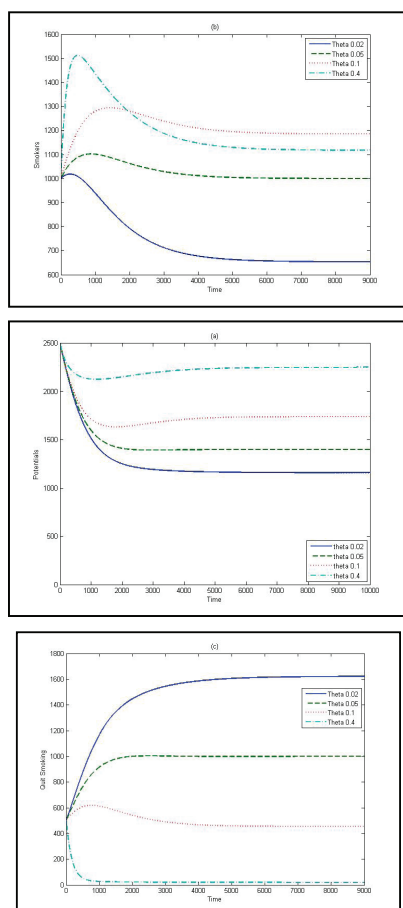 (b)
1600
1500
1400
1300
1200
1100
1000
900
800
700
600
Smokers
Theta 0.02
Theta 0.05
Theta 0.1
Theta 0.4
0 1000 2000 3000 4000 5000 6000 7000 8000 9000
Time
(a)
2500
2000
1500
1000
500
0
Potentials
theta 0.02
theta 0.05
theta 0.1
theta 0.4
0 1000 2000 3000 4000 5000 6000 7000 8000 9000 10000
Time
(c)
1800
1600
1400
1200
1000
800
600
400
200
0
Quit Smoking
Theta 0.02
Theta 0.05
Theta 0.1
Theta 0.4
0 1000 2000 3000 4000 5000 6000 7000 8000 9000
Time